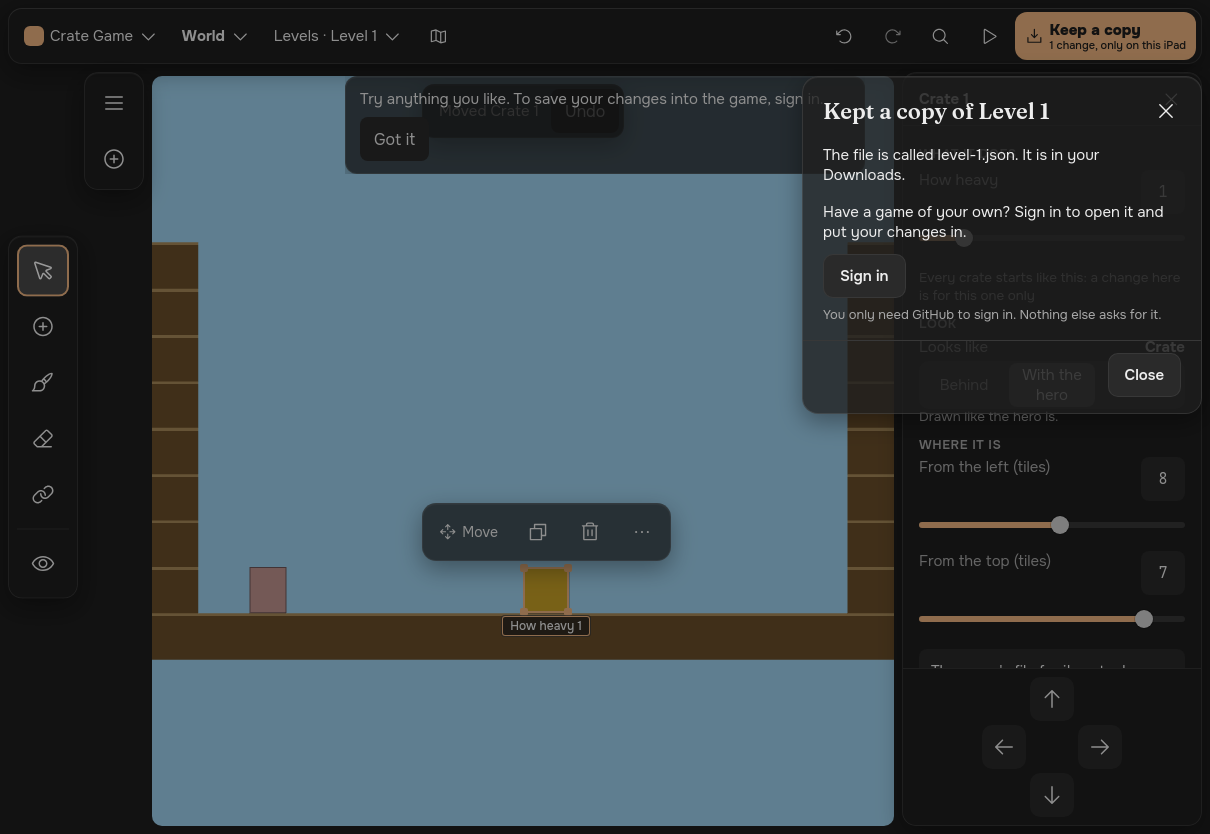 Crate Game
World
Levels · Level 1
Keep a copy
1 change, only on this iPad
Try anything you like. To save your changes into the game, sign in.
Moved Crate 1
Undo
Got it
Crate 1
Kept a copy of Level 1
The file is called level-1.json. It is in your
Downloads.
How heavy
1
Have a game of your own? Sign in to open it and
put your changes in.
Sign in
Every crate starts like this: a change here
is for this one only
You only need GitHub to sign in. Nothing else asks for it.
LOOK
Looks like
Crate
Behind
With the
hero
Close
Drawn like the hero is.
WHERE IT IS
From the left (tiles)
8
Move
From the top (tiles)
7
How heavy 1